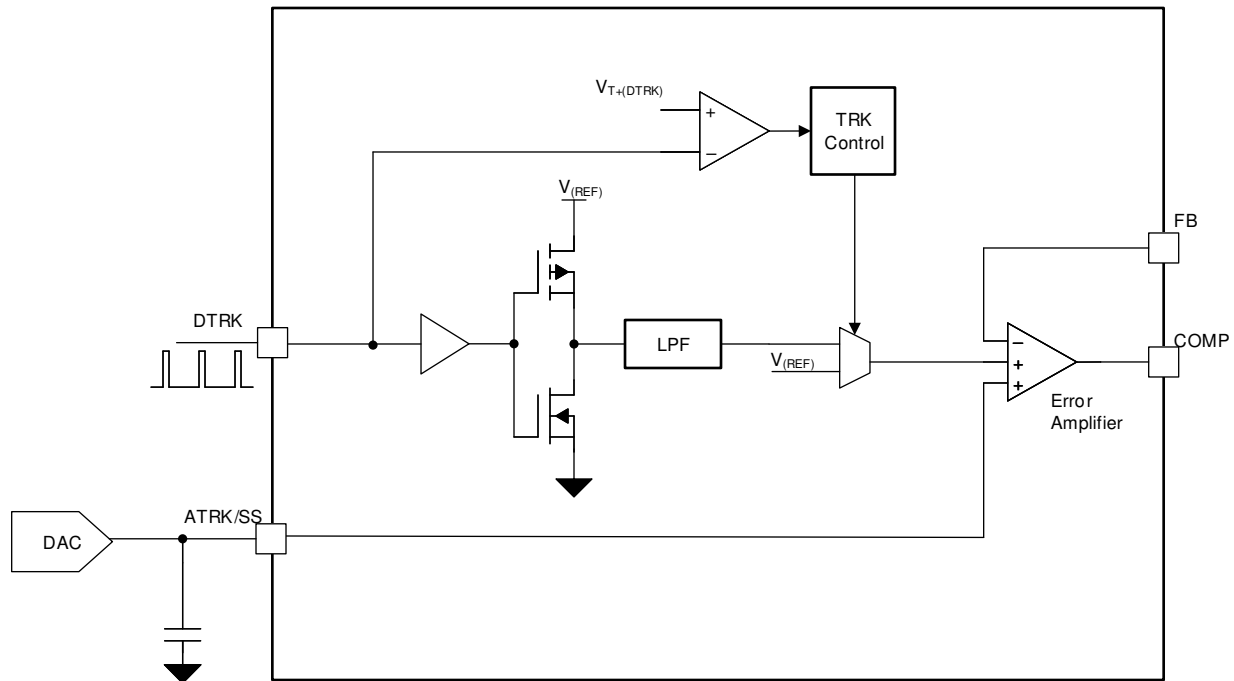 V_T+(DTRK)
+
−
TRK
Control
V_(REF)
FB
DTRK
LPF
V_(REF)
−
+
+
COMP
Error
Amplifier
ATRK/SS
DAC